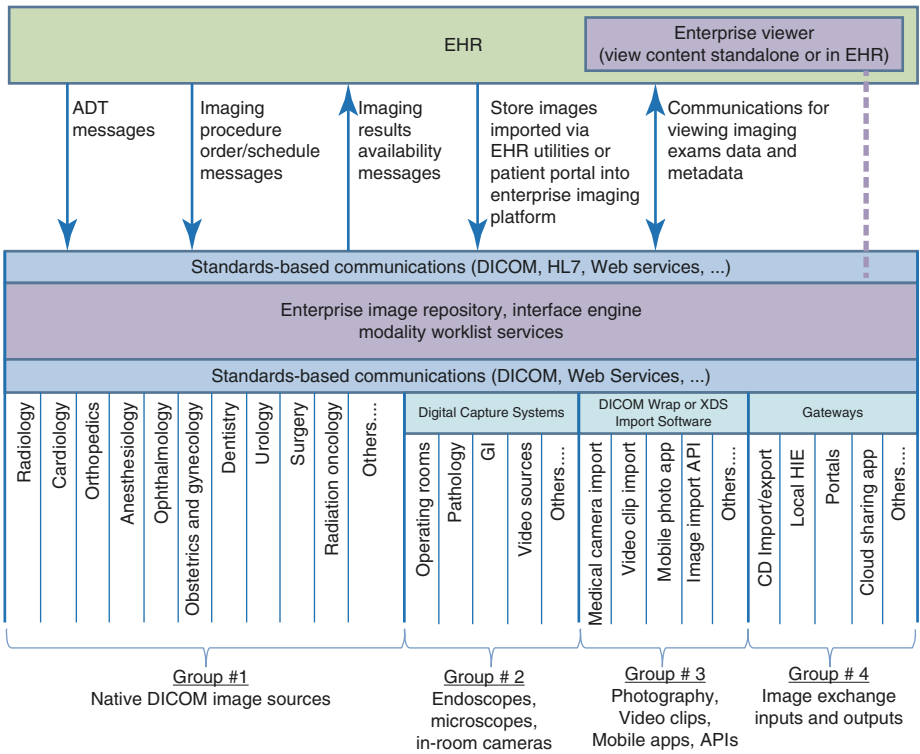 EHR
Enterprise viewer
(view content standalone or in EHR)
ADT
messages
Imaging
procedure
order/schedule
messages
Imaging
results
availability
messages
Store images
imported via
EHR utilities or
patient portal into
enterprise imaging
platform
Communications for
viewing imaging
exams data and
metadata
Standards-based communications (DICOM, HL7, Web services, ...)
Enterprise image repository, interface engine
modality worklist services
Standards-based communications (DICOM, Web Services, ...)
Radiology
Cardiology
Orthopedics
Anesthesiology
Ophthalmology
Obstetrics and gynecology
Dentistry
Urology
Surgery
Radiation oncology
Others....
Digital Capture Systems
Operating rooms
Pathology
GI
Video sources
Others....
DICOM Wrap or XDS
Import Software
Medical camera import
Video clip import
Mobile photo app
Image import API
Others....
Gateways
CD Import/export
Local HIE
Portals
Cloud sharing app
Others....
Group #1
Native DICOM image sources
Group # 2
Endoscopes,
microscopes,
in-room cameras
Group # 3
Photography,
Video clips,
Mobile apps, APIs
Group # 4
Image exchange
inputs and outputs